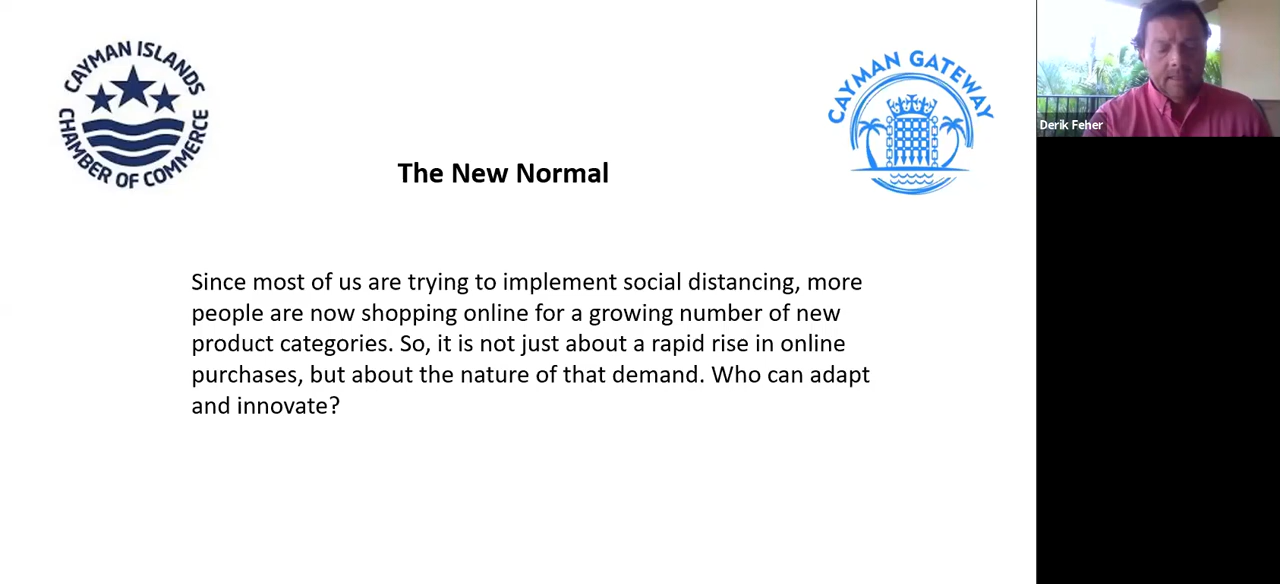 CAYMAN ISLANDS
CHAMBER OF COMMERCE
CAYMAN GATEWAY
Derik Feher
The New Normal
Since most of us are trying to implement social distancing, more
people are now shopping online for a growing number of new
product categories. So, it is not just about a rapid rise in online
purchases, but about the nature of that demand. Who can adapt
and innovate?